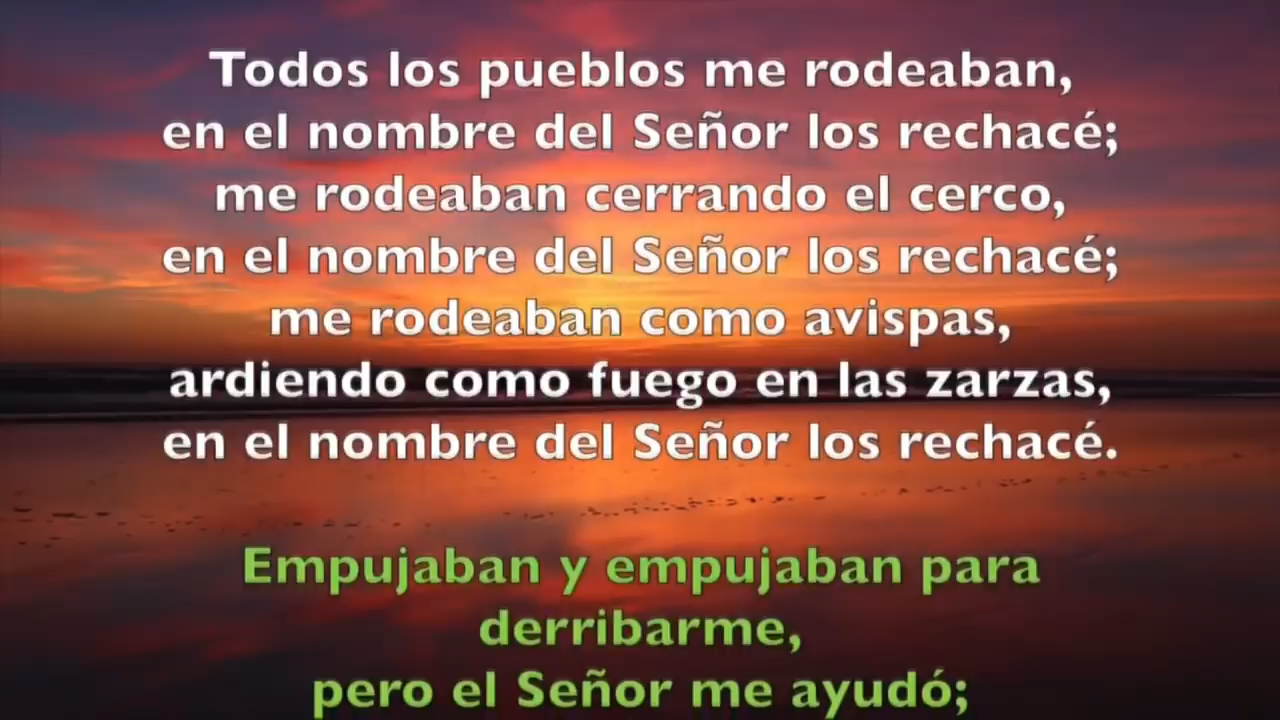 Todos los pueblos me rodeaban,
en el nombre del Señor los rechacé;
me rodeaban cerrando el cerco,
en el nombre del Señor los rechacé;
me rodeaban como avispas,
ardiendo como fuego en las zarzas,
en el nombre del Señor los rechacé.
Empujaban y empujaban para
derribarme,
pero el Señor me ayudó;